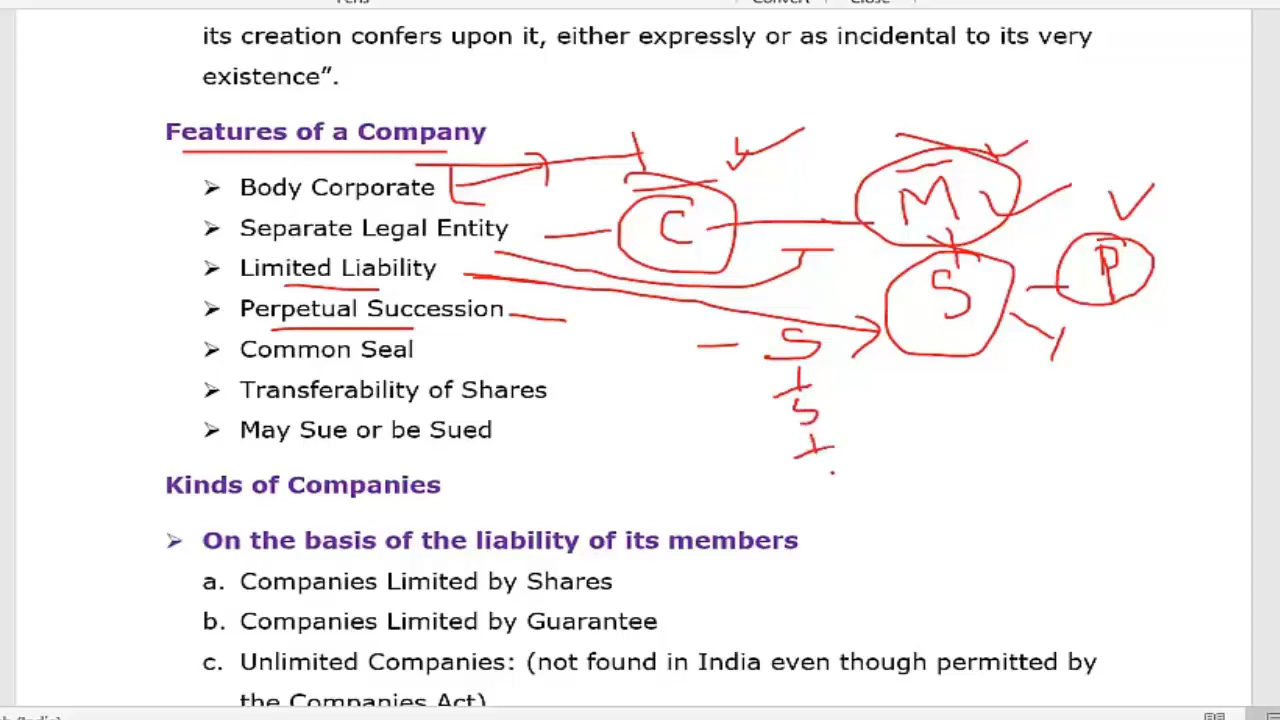 its creation confers upon it, either expressly or as incidental to its very
existence”.
Features of a Company
➢ Body Corporate
➢ Separate Legal Entity
➢ Limited Liability
➢ Perpetual Succession
➢ Common Seal
➢ Transferability of Shares
➢ May Sue or be Sued
C
M
S
P
S
S
Kinds of Companies
➢ On the basis of the liability of its members
a. Companies Limited by Shares
b. Companies Limited by Guarantee
c. Unlimited Companies: (not found in India even though permitted by
the Companies Act)